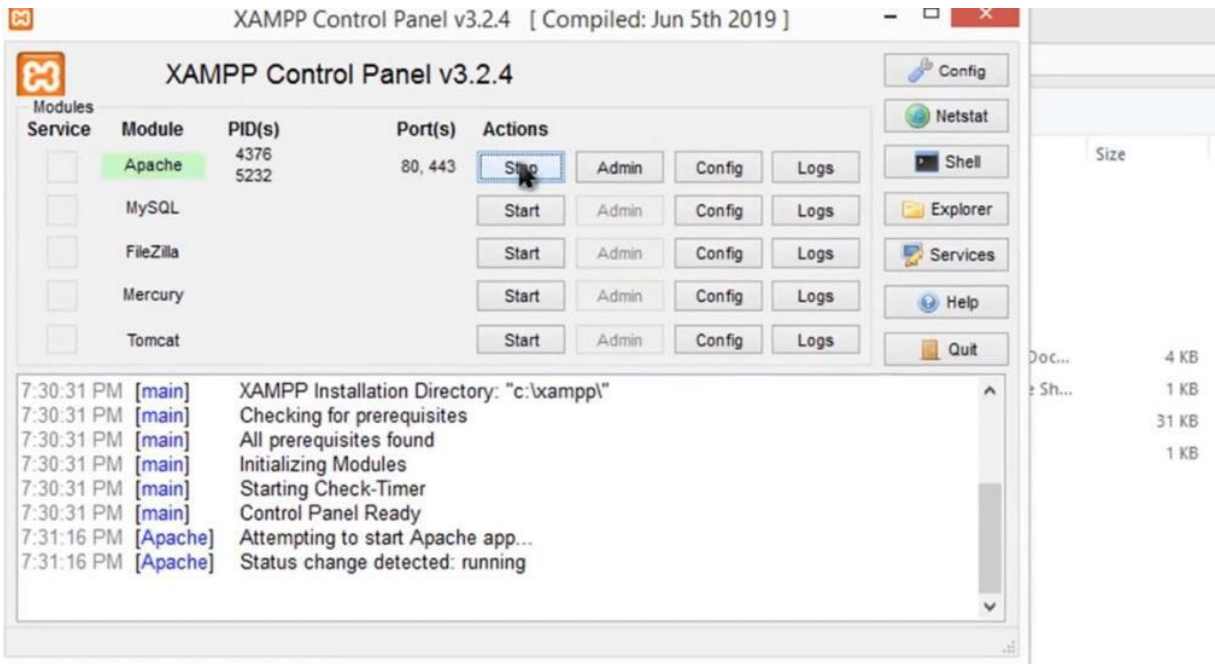 XAMPP Control Panel v3.2.4 [ Compiled: Jun 5th 2019 ]
XAMPP Control Panel v3.2.4
Config
Modules
Service Module PID(s) Port(s) Actions
Netstat
Size
Apache 4376 5232 80, 443 Stop Admin Config Logs
Shell
MySQL Start Admin Config Logs
Explorer
FileZilla Start Admin Config Logs
Services
Mercury Start Admin Config Logs
Help
Tomcat Start Admin Config Logs
Quit
Doc... 4 KB
7:30:31 PM [main] XAMPP Installation Directory: "c:\xampp\"
e Sh... 1 KB
7:30:31 PM [main] Checking for prerequisites
31 KB
7:30:31 PM [main] All prerequisites found
1 KB
7:30:31 PM [main] Initializing Modules
7:30:31 PM [main] Starting Check-Timer
7:30:31 PM [main] Control Panel Ready
7:31:16 PM [Apache] Attempting to start Apache app...
7:31:16 PM [Apache] Status change detected: running